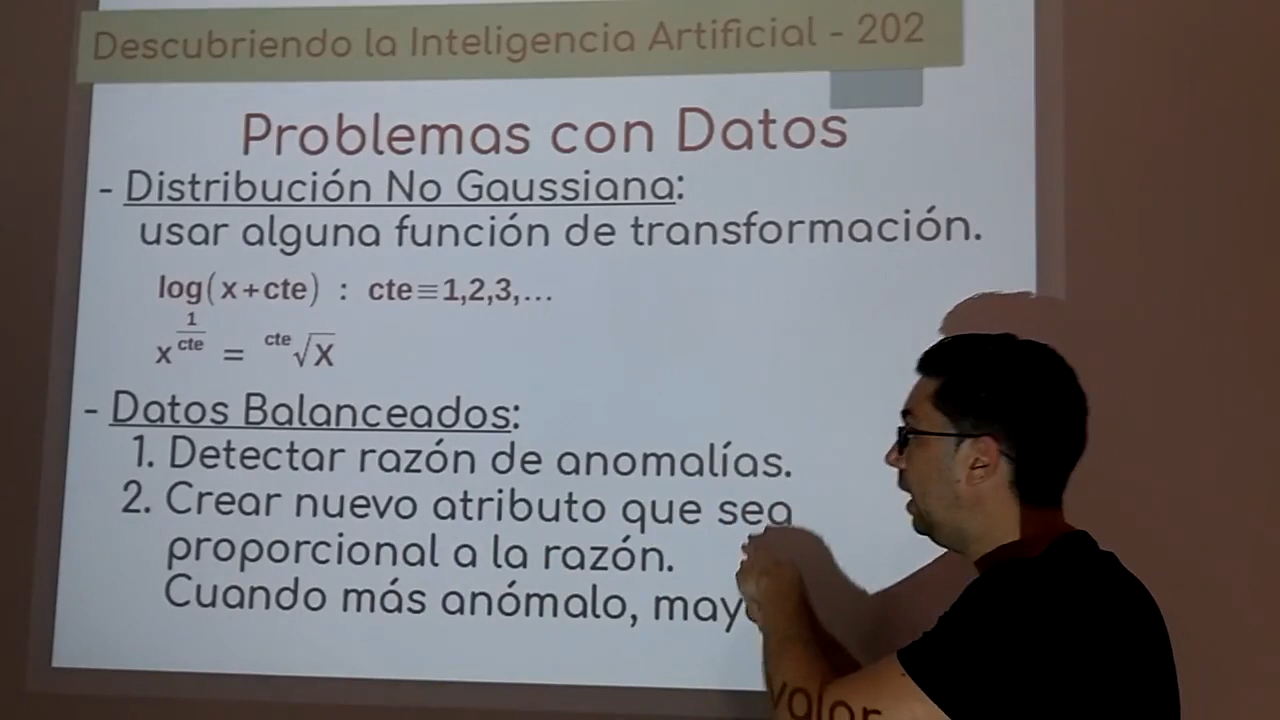 Descubriendo la Inteligencia Artificial - 202
Problemas con Datos
- Distribución No Gaussiana:
usar alguna función de transformación.
log(x+cte) : cte≡1,2,3,...
x^(1/cte) = cte√x
- Datos Balanceados:
1. Detectar razón de anomalías.
2. Crear nuevo atributo que sea
proporcional a la razón.
Cuando más anómalo, may
valor